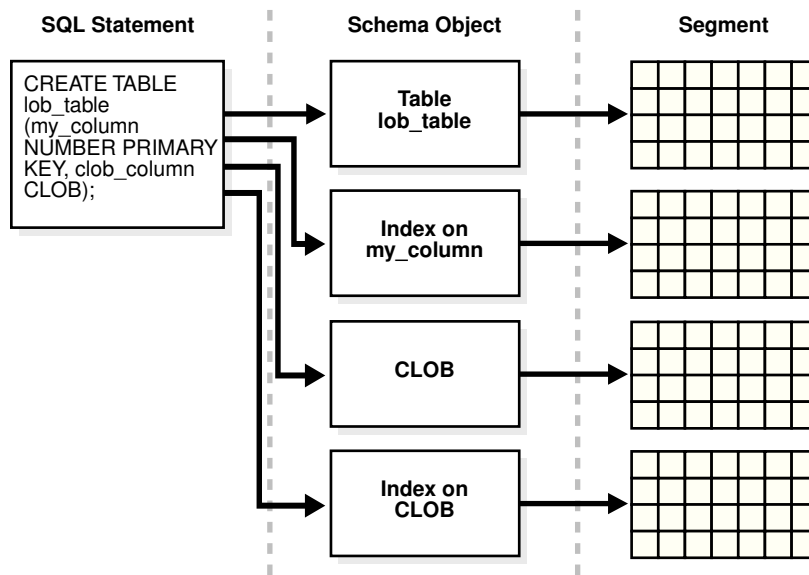 SQL Statement
Schema Object
Segment
CREATE TABLE
lob_table
(my_column
NUMBER PRIMARY
KEY, clob_column
CLOB);
Table
lob_table
Index on
my_column
CLOB
Index on
CLOB